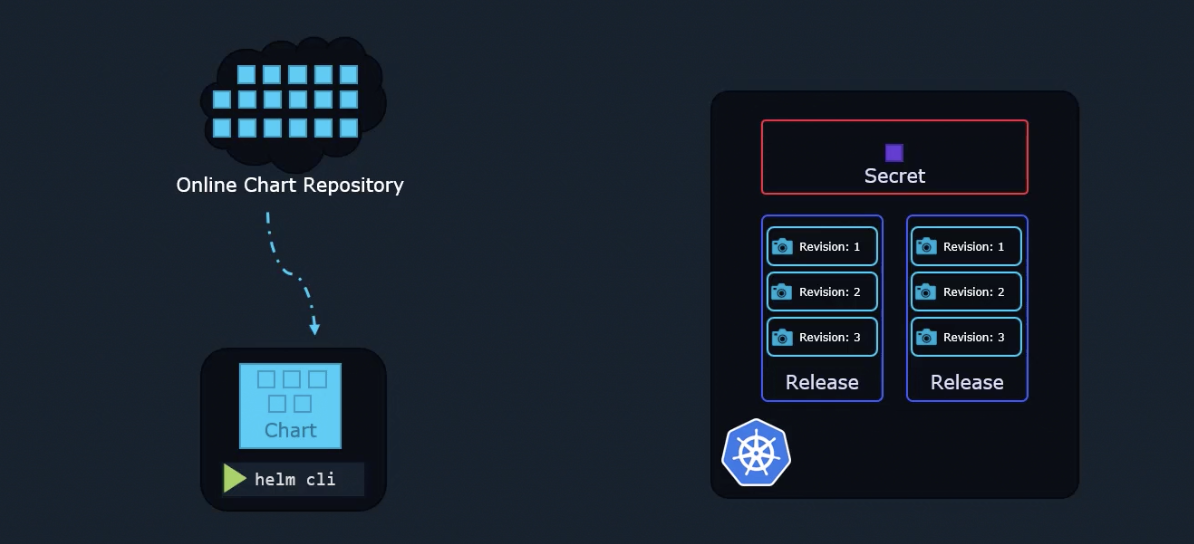 Online Chart Repository
Chart
helm cli
Secret
Revision: 1
Revision: 2
Revision: 3
Release
Revision: 1
Revision: 2
Revision: 3
Release